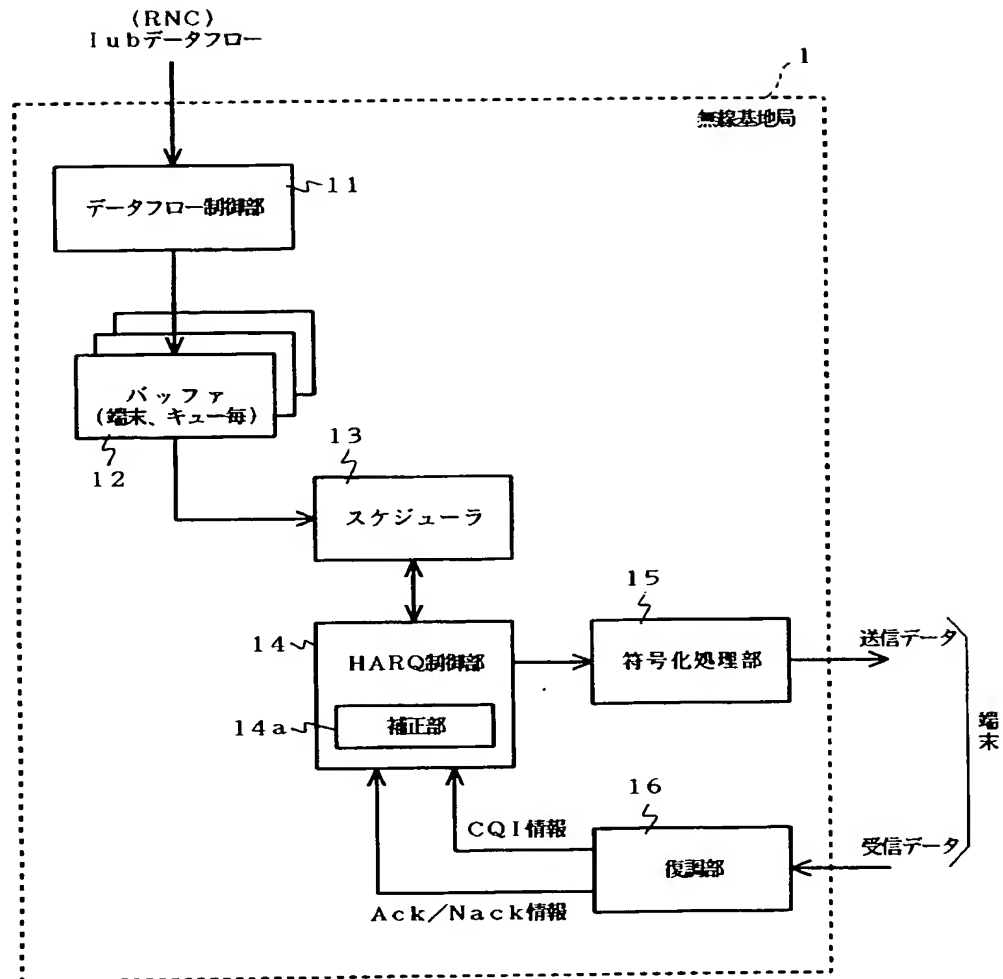 (RNC)
Iubデータフロー
1
無線基地局
11
データフロー制御部
バッファ
(端末、キュー毎)
12
13
スケジューラ
14
HARQ制御部
14a
補正部
15
符号化処理部
送信データ
端末
CQI情報
16
復調部
受信データ
Ack/Nack情報